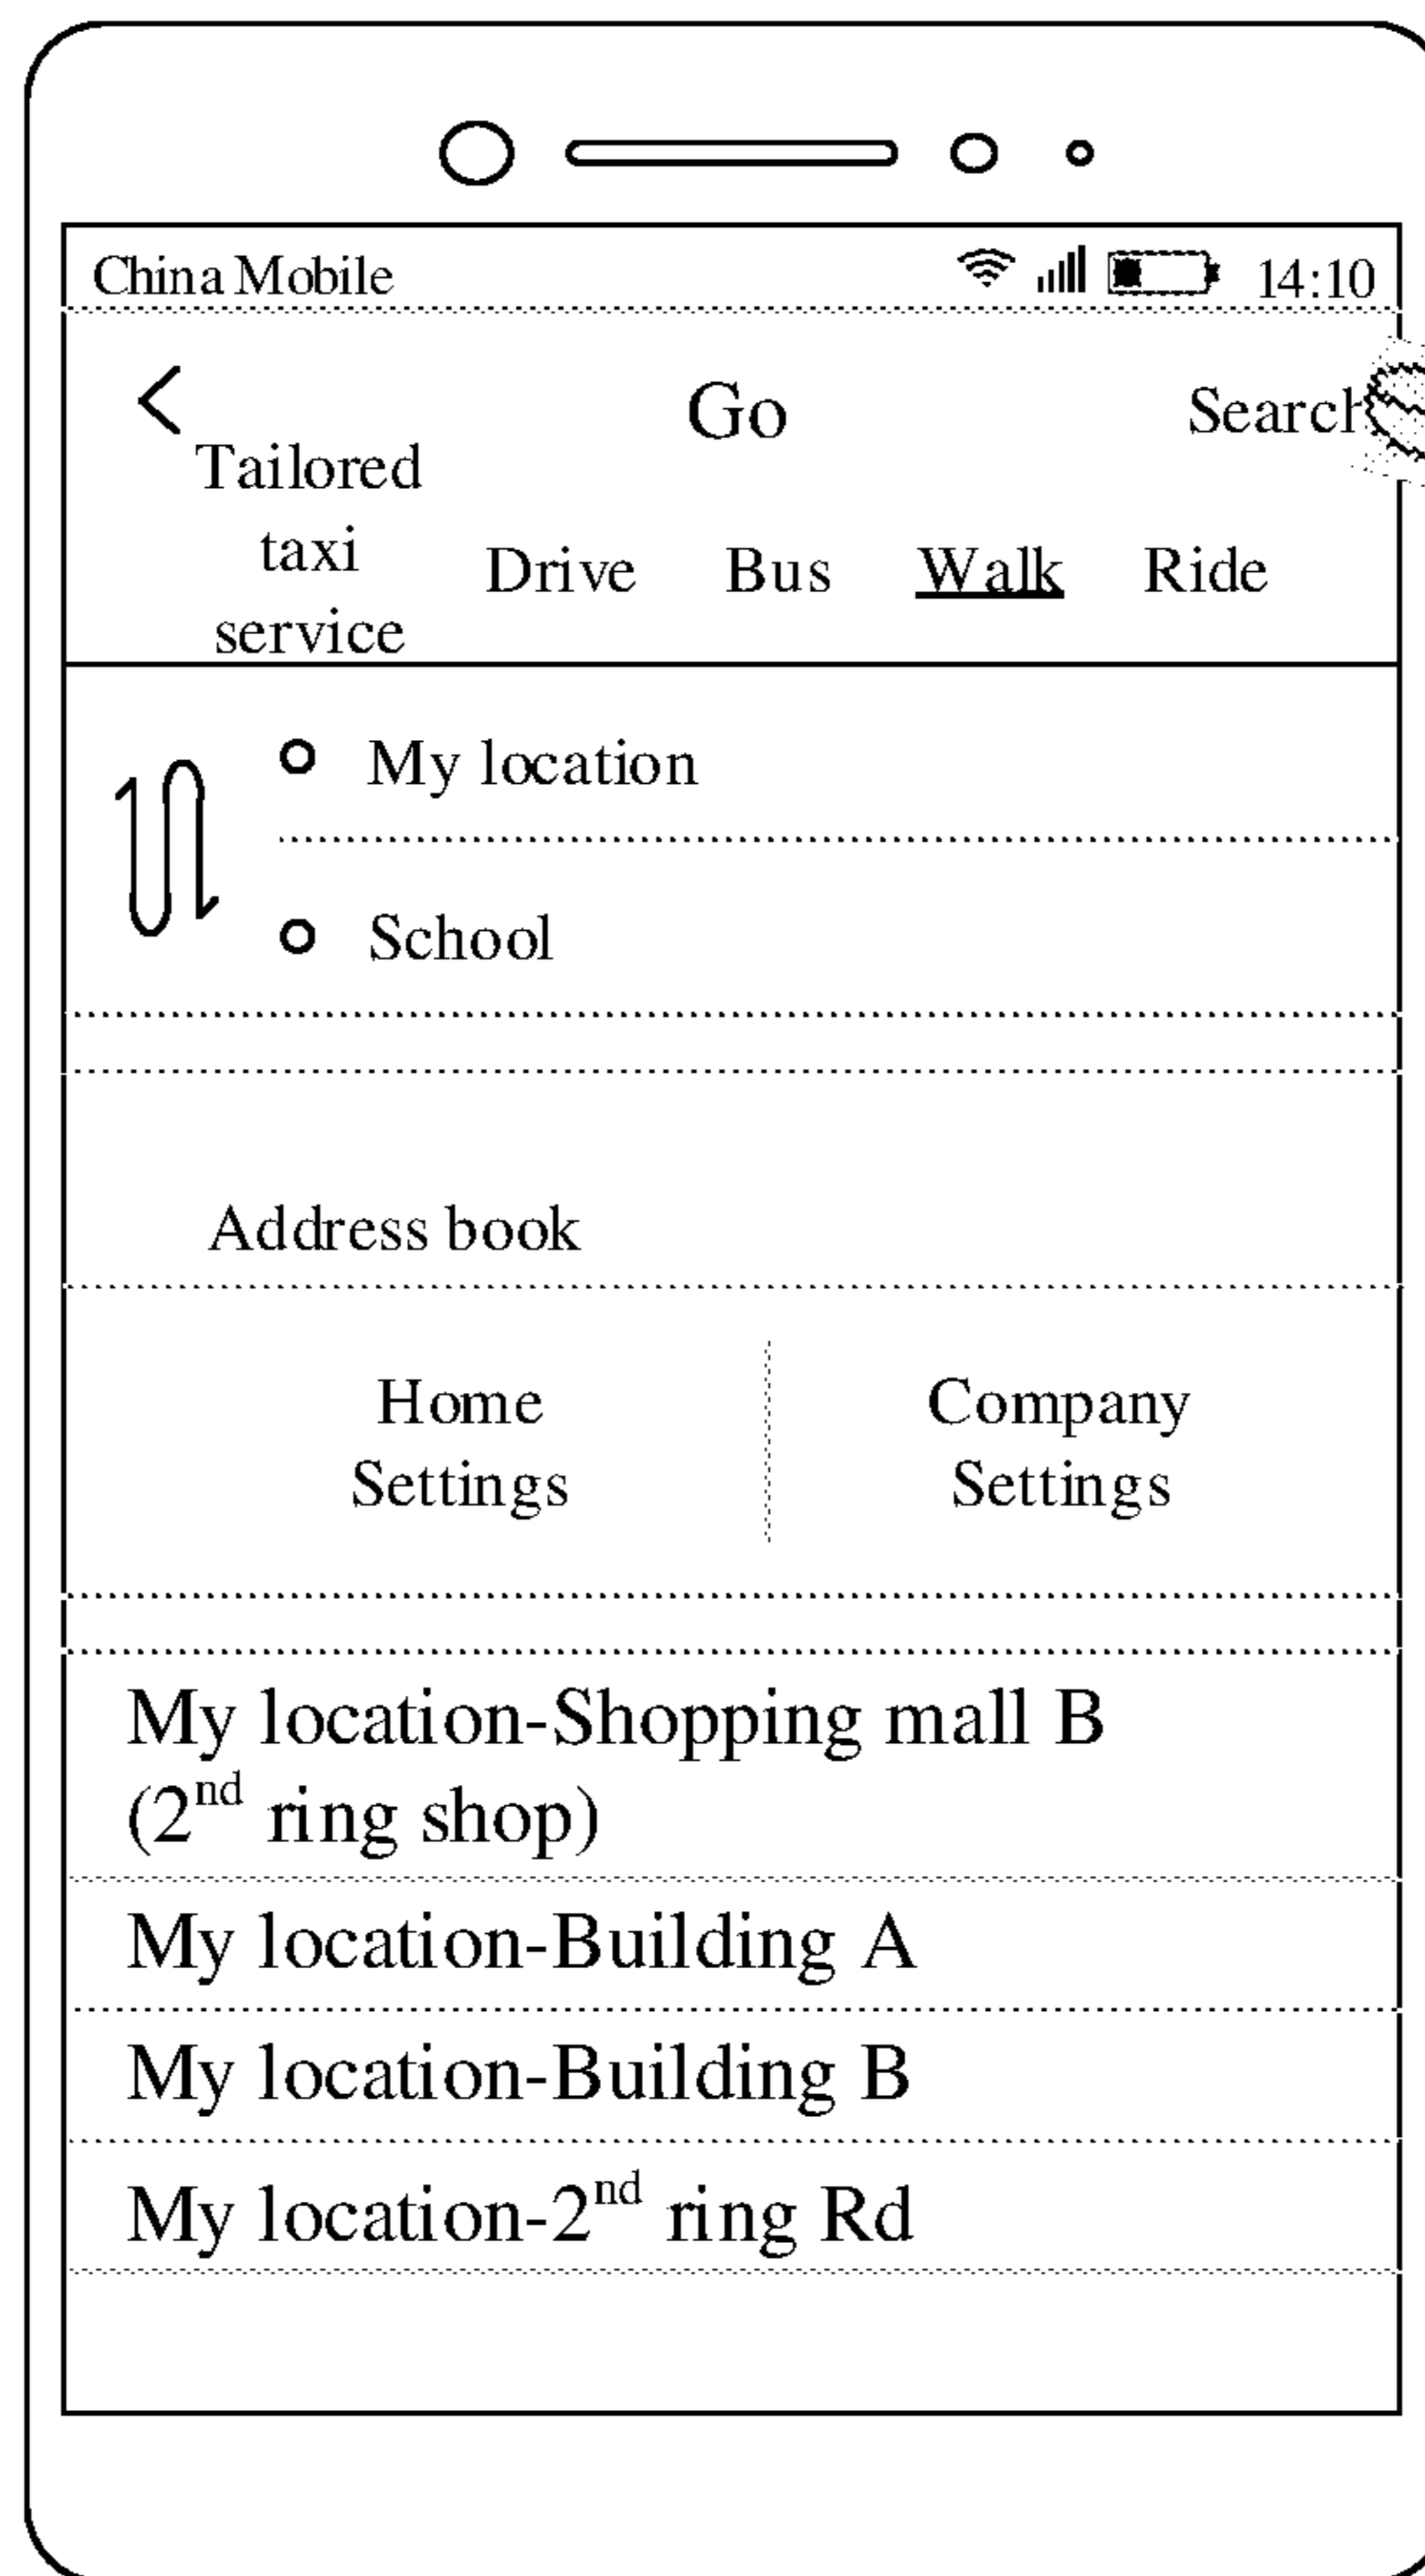 China Mobile 14:10
< Go Search
Tailored
taxi
service
Drive Bus Walk Ride
My location
School
Address book
Home
Settings
Company
Settings
My location-Shopping mall B
(2nd ring shop)
My location-Building A
My location-Building B
My location-2nd ring Rd